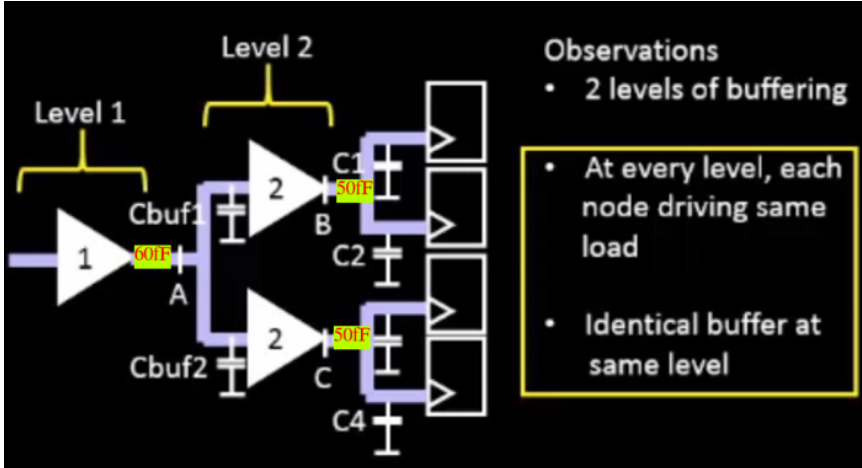 Level 2
Level 1
Observations
• 2 levels of buffering
• At every level, each
node driving same
load
• Identical buffer at
same level
C1
Cbuf1
2
50fF
B
1
60fF
A
C2
Cbuf2
2
50fF
C
C4